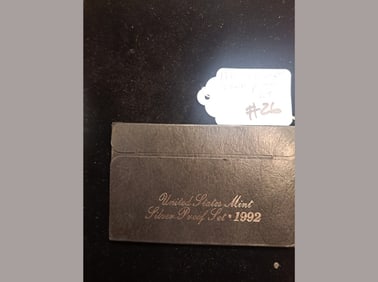 #26
United States Mint
Silver Proof Set • 1992